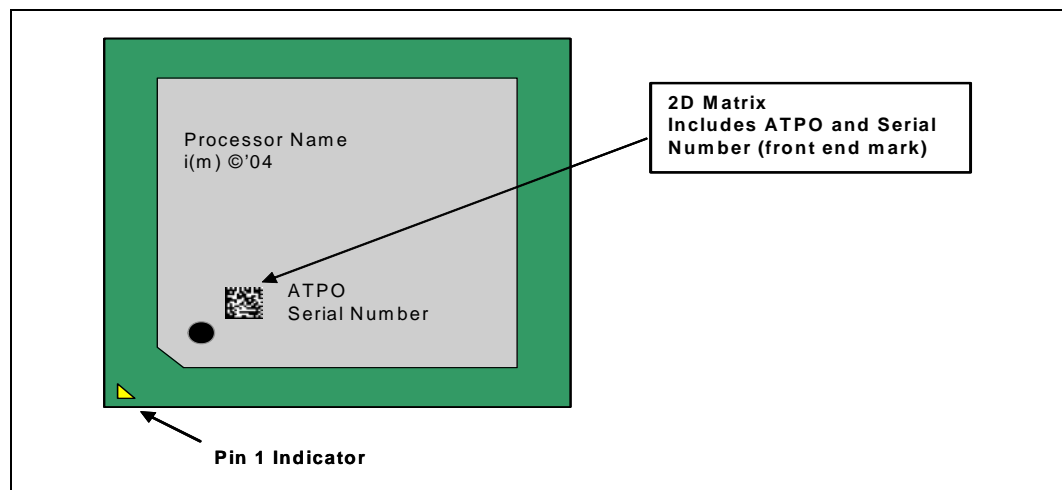 Processor Name
i(m) ©'04
2D Matrix
Includes ATPO and Serial
Number (front end mark)
ATPO
Serial Number
Pin 1 Indicator